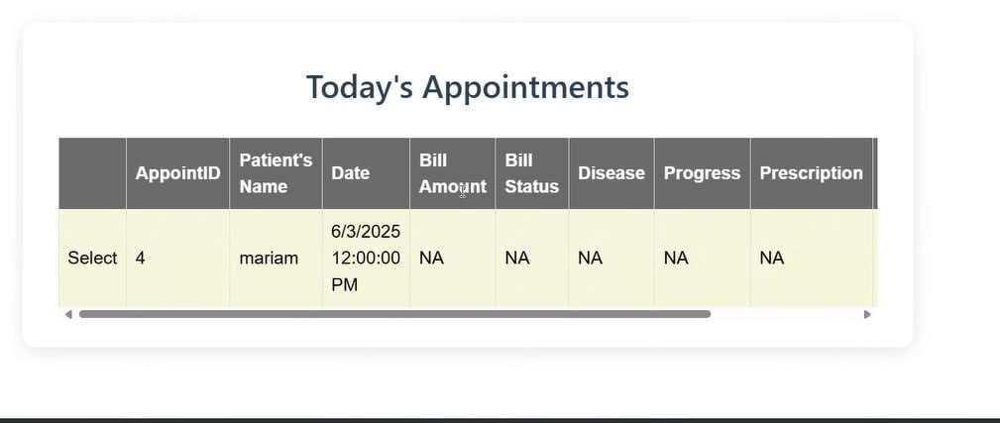 Today's Appointments
AppointID Patient's Name Date Bill Amount Bill Status Disease Progress Prescription
Select 4 mariam 6/3/2025 12:00:00 PM NA NA NA NA NA